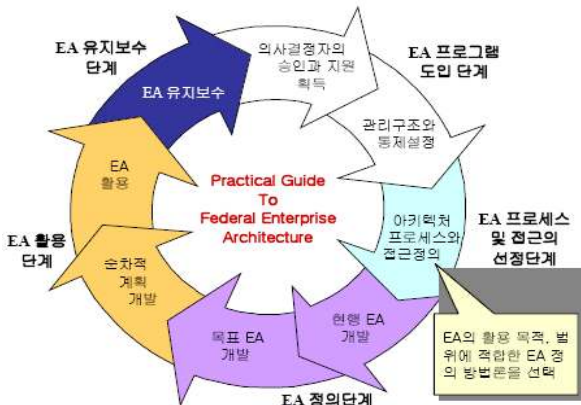 EA 유지보수
단계
EA 유지보수
의사결정자의
승인과 지원
획득
EA 프로그램
도입 단계
관리구조와
통제설정
아키텍처
프로세스와
접근정의
EA 프로세스
및 접근의
선정단계
EA의 활용 목적, 범
위에 적합한 EA 정
의 방법론을 선택
현행 EA
개발
목표 EA
개발
EA 정의단계
순차적
계획
개발
EA 활용
단계
EA
활용
Practical Guide
To
Federal Enterprise
Architecture